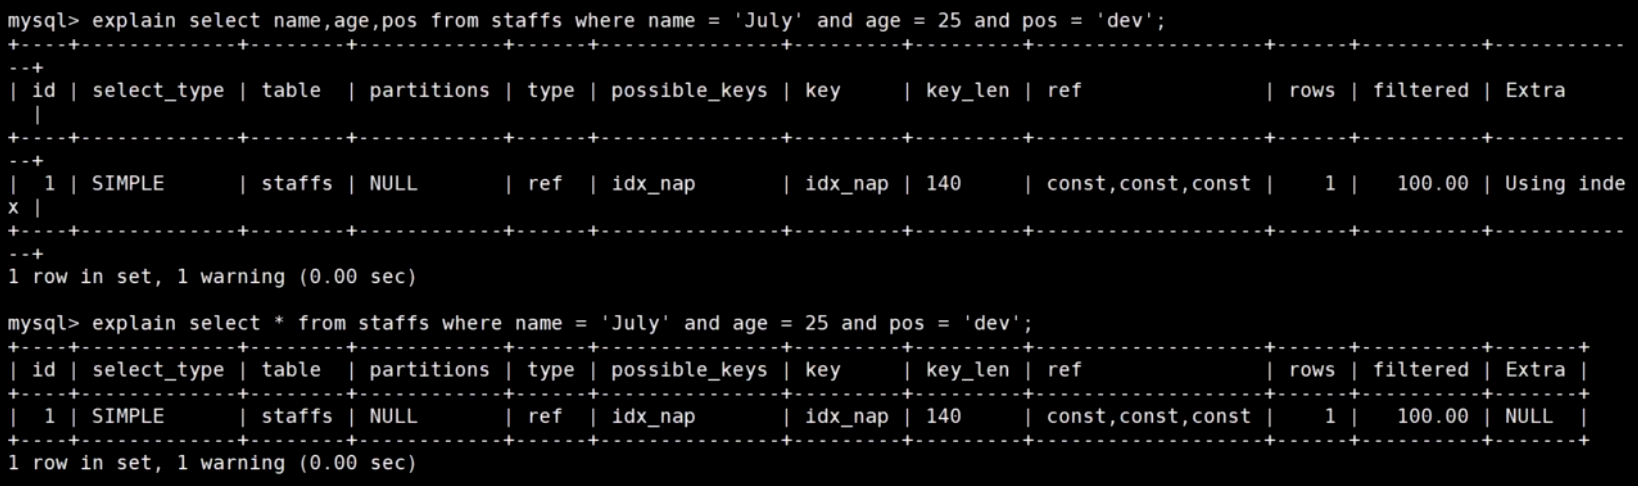 mysql> explain select name,age,pos from staffs where name = 'July' and age = 25 and pos = 'dev';
+----+-------------+--------+------------+------+---------------+---------+---------+-------------------+------+----------+-----------
--+
| id | select_type | table  | partitions | type | possible_keys | key     | key_len | ref               | rows | filtered | Extra
  |
+----+-------------+--------+------------+------+---------------+---------+---------+-------------------+------+----------+-----------
--+
|  1 | SIMPLE      | staffs | NULL       | ref  | idx_nap       | idx_nap | 140     | const,const,const |    1 |   100.00 | Using inde
x |
+----+-------------+--------+------------+------+---------------+---------+---------+-------------------+------+----------+-----------
--+
1 row in set, 1 warning (0.00 sec)
mysql> explain select * from staffs where name = 'July' and age = 25 and pos = 'dev';
+----+-------------+--------+------------+------+---------------+---------+---------+-------------------+------+----------+-------+
| id | select_type | table  | partitions | type | possible_keys | key     | key_len | ref               | rows | filtered | Extra |
+----+-------------+--------+------------+------+---------------+---------+---------+-------------------+------+----------+-------+
|  1 | SIMPLE      | staffs | NULL       | ref  | idx_nap       | idx_nap | 140     | const,const,const |    1 |   100.00 | NULL  |
+----+-------------+--------+------------+------+---------------+---------+---------+-------------------+------+----------+-------+
1 row in set, 1 warning (0.00 sec)